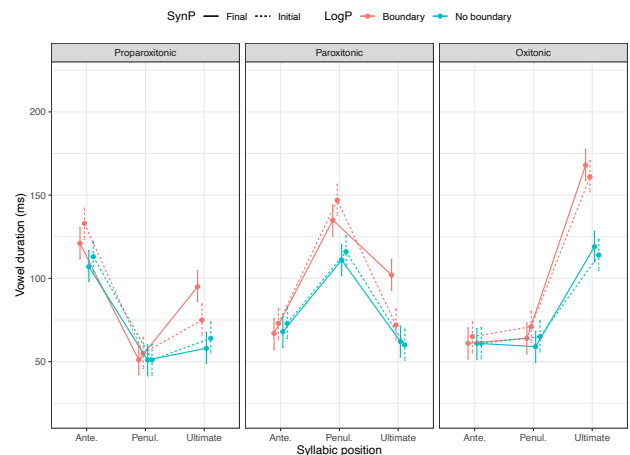 SynP Final Initial LogP Boundary No boundary
Proparoxitonic Paroxitonic Oxitonic
Vowel duration (ms)
200
150
100
50
Ante. Penul. Ultimate Ante. Penul. Ultimate Ante. Penul. Ultimate
Syllabic position